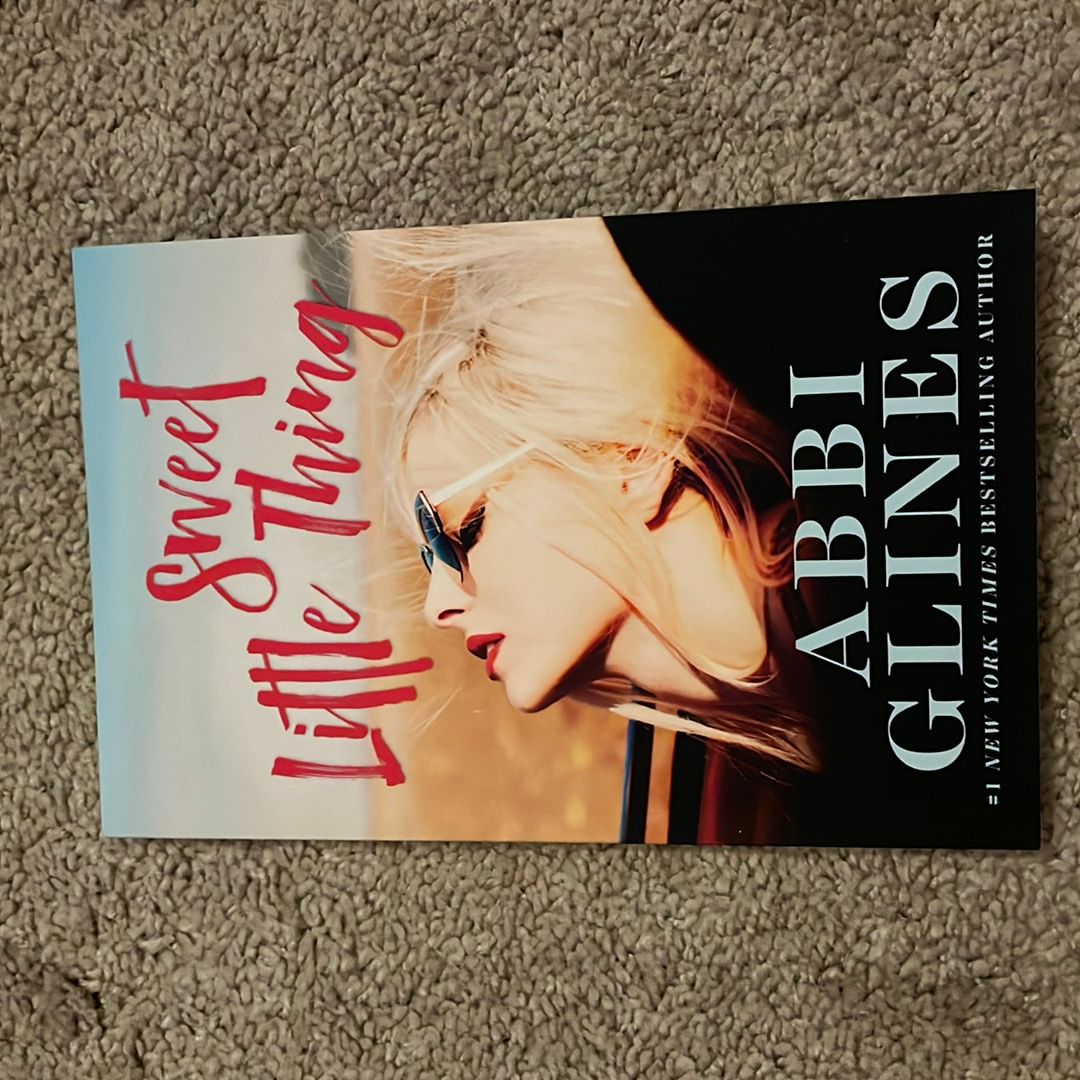 Sweet
Little Thing
ABBI
GLINES
#1 NEW YORK TIMES BESTSELLING AUTHOR